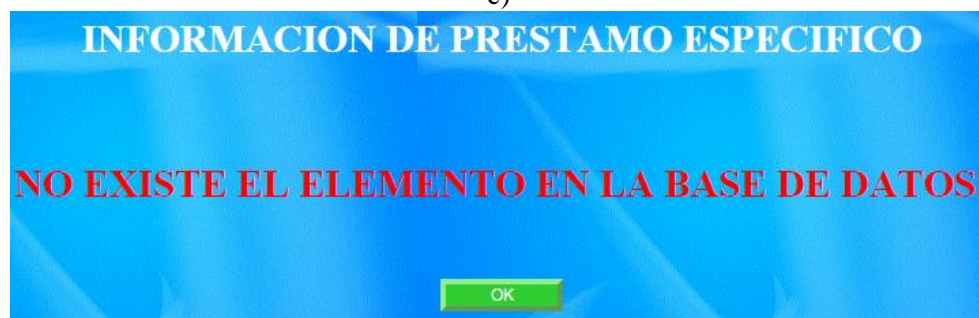 c)
INFORMACION DE PRESTAMO ESPECIFICO
NO EXISTE EL ELEMENTO EN LA BASE DE DATOS
OK